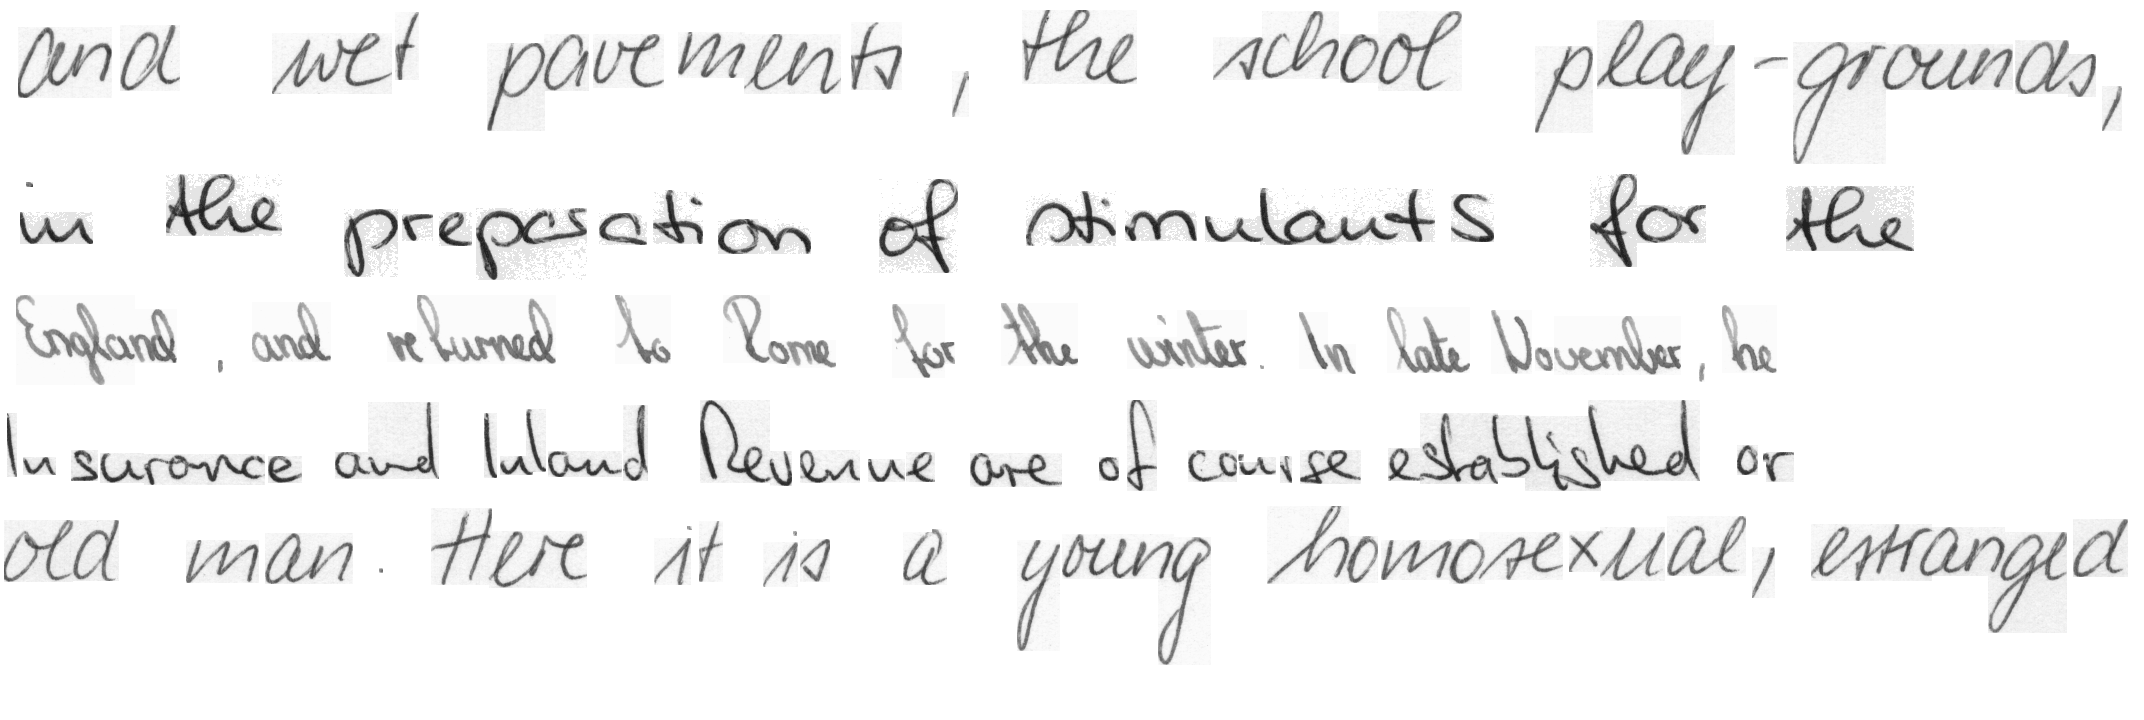 and wet pavements, the school play-grounds,
in the preparation of stimulants for the
England, and returned to Rome for the winter. In late November, he
Insurance and Inland Revenue are of course established or
old man. Here it is a young homosexual, estranged